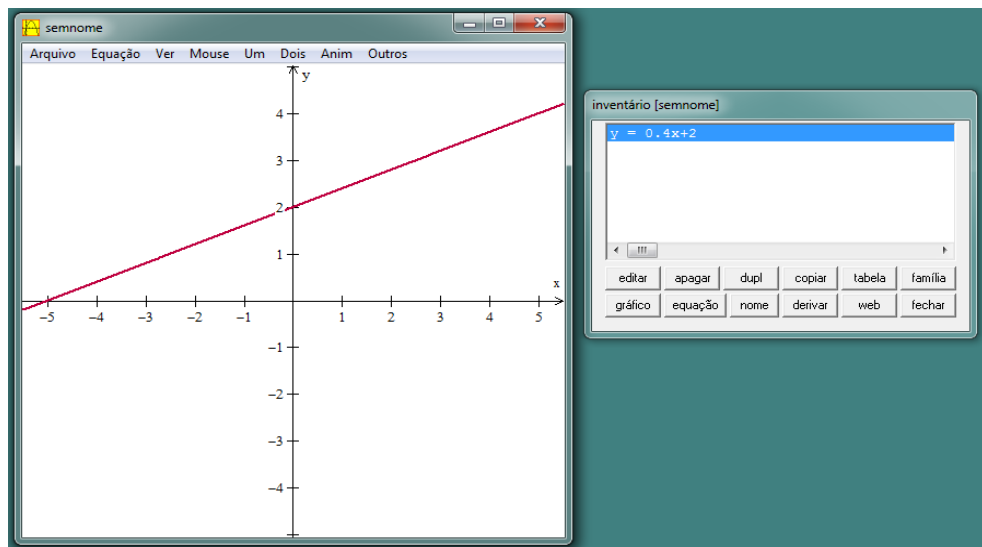 semnome
Arquivo Equação Ver Mouse Um Dois Anim Outros
y
4
3
2
1
x
−5 −4 −3 −2 −1 1 2 3 4 5
−1
−2
−3
−4
inventário [semnome]
y = 0.4x+2
editar apagar dupl copiar tabela família
gráfico equação nome derivar web fechar